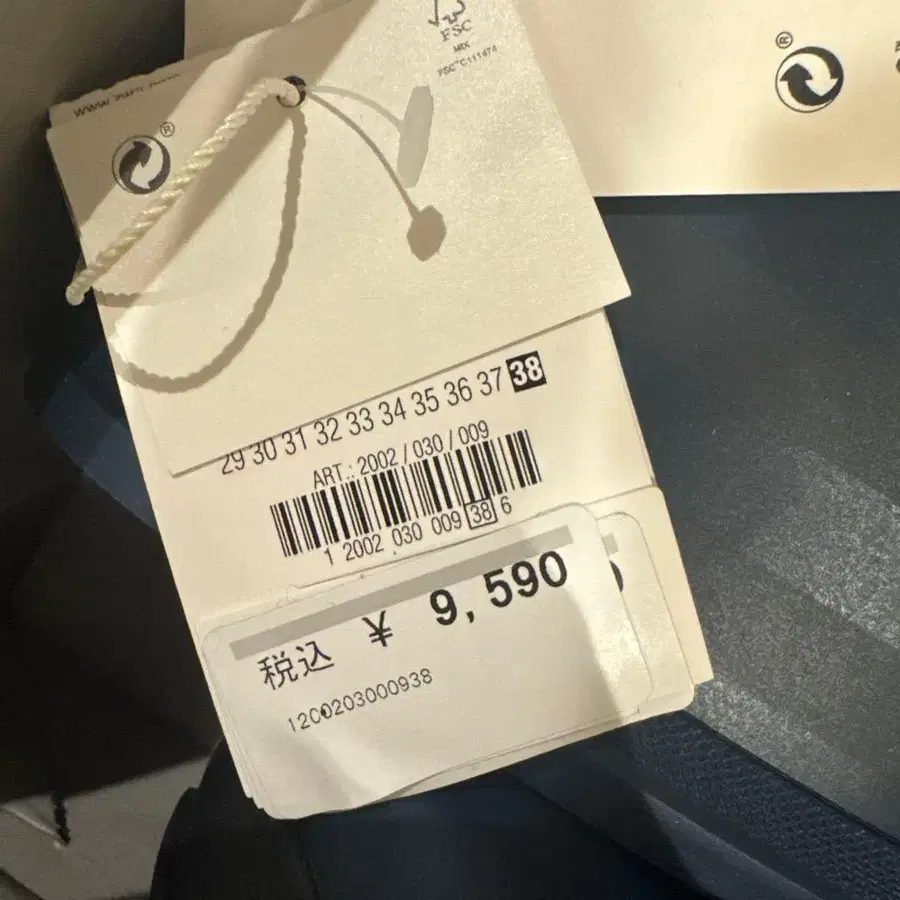 FSC
MIX
FSC™ C111474
®
®
29 30 31 32 33 34 35 36 37 38
ART.: 2002 / 030 / 009
1 2002 030 009 38 6
¥ 9,590
税込
1200203000938